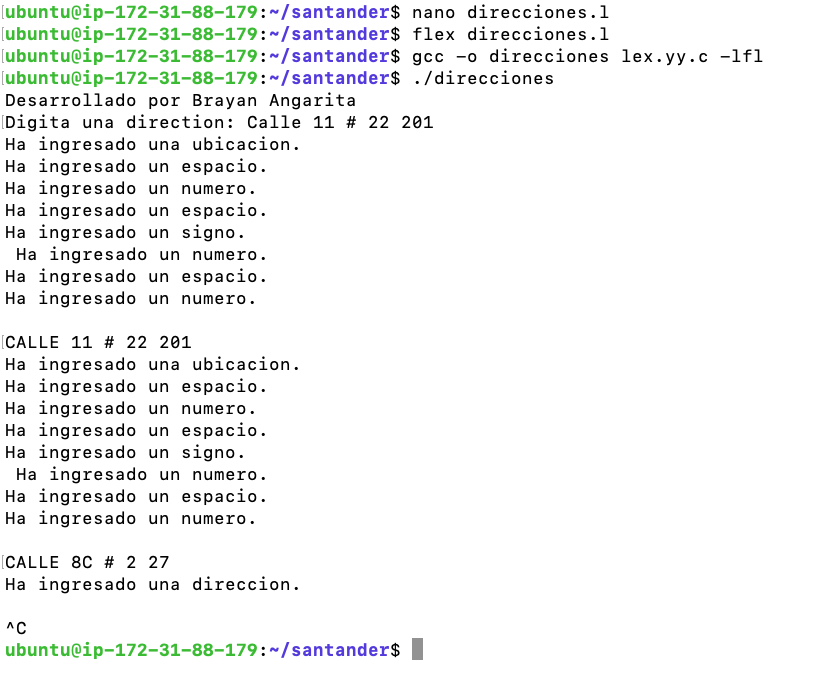 ubuntu@ip-172-31-88-179:~/santander$ nano direcciones.l
ubuntu@ip-172-31-88-179:~/santander$ flex direcciones.l
ubuntu@ip-172-31-88-179:~/santander$ gcc -o direcciones lex.yy.c -lfl
ubuntu@ip-172-31-88-179:~/santander$ ./direcciones
Desarrollado por Brayan Angarita
Digita una direction: Calle 11 # 22 201
Ha ingresado una ubicacion.
Ha ingresado un espacio.
Ha ingresado un numero.
Ha ingresado un espacio.
Ha ingresado un signo.
 Ha ingresado un numero.
Ha ingresado un espacio.
Ha ingresado un numero.

CALLE 11 # 22 201
Ha ingresado una ubicacion.
Ha ingresado un espacio.
Ha ingresado un numero.
Ha ingresado un espacio.
Ha ingresado un signo.
 Ha ingresado un numero.
Ha ingresado un espacio.
Ha ingresado un numero.

CALLE 8C # 2 27
Ha ingresado una direccion.

^C
ubuntu@ip-172-31-88-179:~/santander$